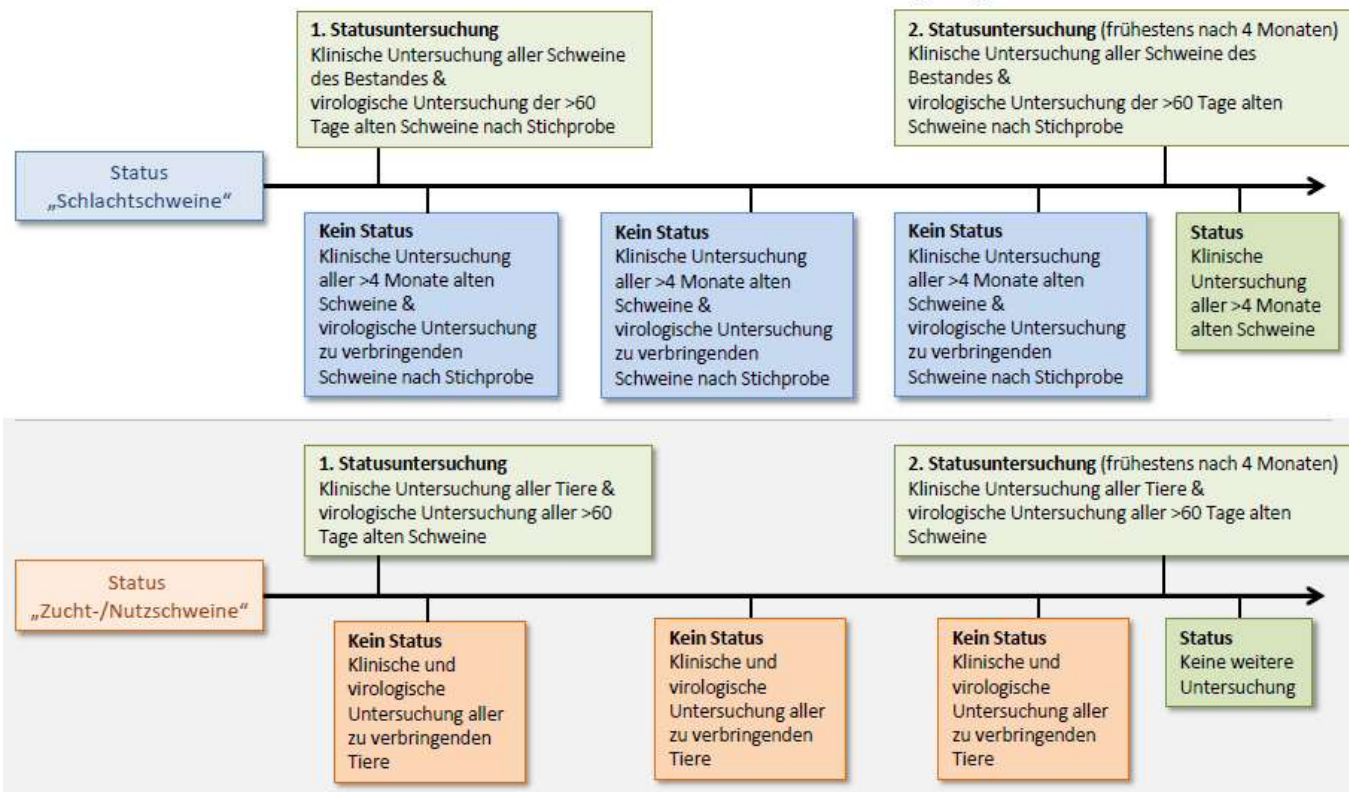 1. Statusuntersuchung
Klinische Untersuchung aller Schweine
des Bestandes &
virologische Untersuchung der >60
Tage alten Schweine nach Stichprobe
2. Statusuntersuchung (frühestens nach 4 Monaten)
Klinische Untersuchung aller Schweine des
Bestandes &
virologische Untersuchung der >60 Tage alten
Schweine nach Stichprobe
Status
„Schlachtschweine“
Kein Status
Klinische Untersuchung
aller >4 Monate alten
Schweine &
virologische Untersuchung
zu verbringenden
Schweine nach Stichprobe
Kein Status
Klinische Untersuchung
aller >4 Monate alten
Schweine &
virologische Untersuchung
zu verbringenden
Schweine nach Stichprobe
Kein Status
Klinische Untersuchung
aller >4 Monate alten
Schweine &
virologische Untersuchung
zu verbringenden
Schweine nach Stichprobe
Status
Klinische
Untersuchung
aller >4 Monate
alten Schweine
1. Statusuntersuchung
Klinische Untersuchung aller Tiere &
virologische Untersuchung aller >60
Tage alten Schweine
2. Statusuntersuchung (frühestens nach 4 Monaten)
Klinische Untersuchung aller Tiere &
virologische Untersuchung aller >60 Tage alten
Schweine
Status
„Zucht-/Nutzschweine“
Kein Status
Klinische und
virologische
Untersuchung aller
zu verbringenden
Tiere
Kein Status
Klinische und
virologische
Untersuchung aller
zu verbringenden
Tiere
Kein Status
Klinische und
virologische
Untersuchung aller
zu verbringenden
Tiere
Status
Keine weitere
Untersuchung